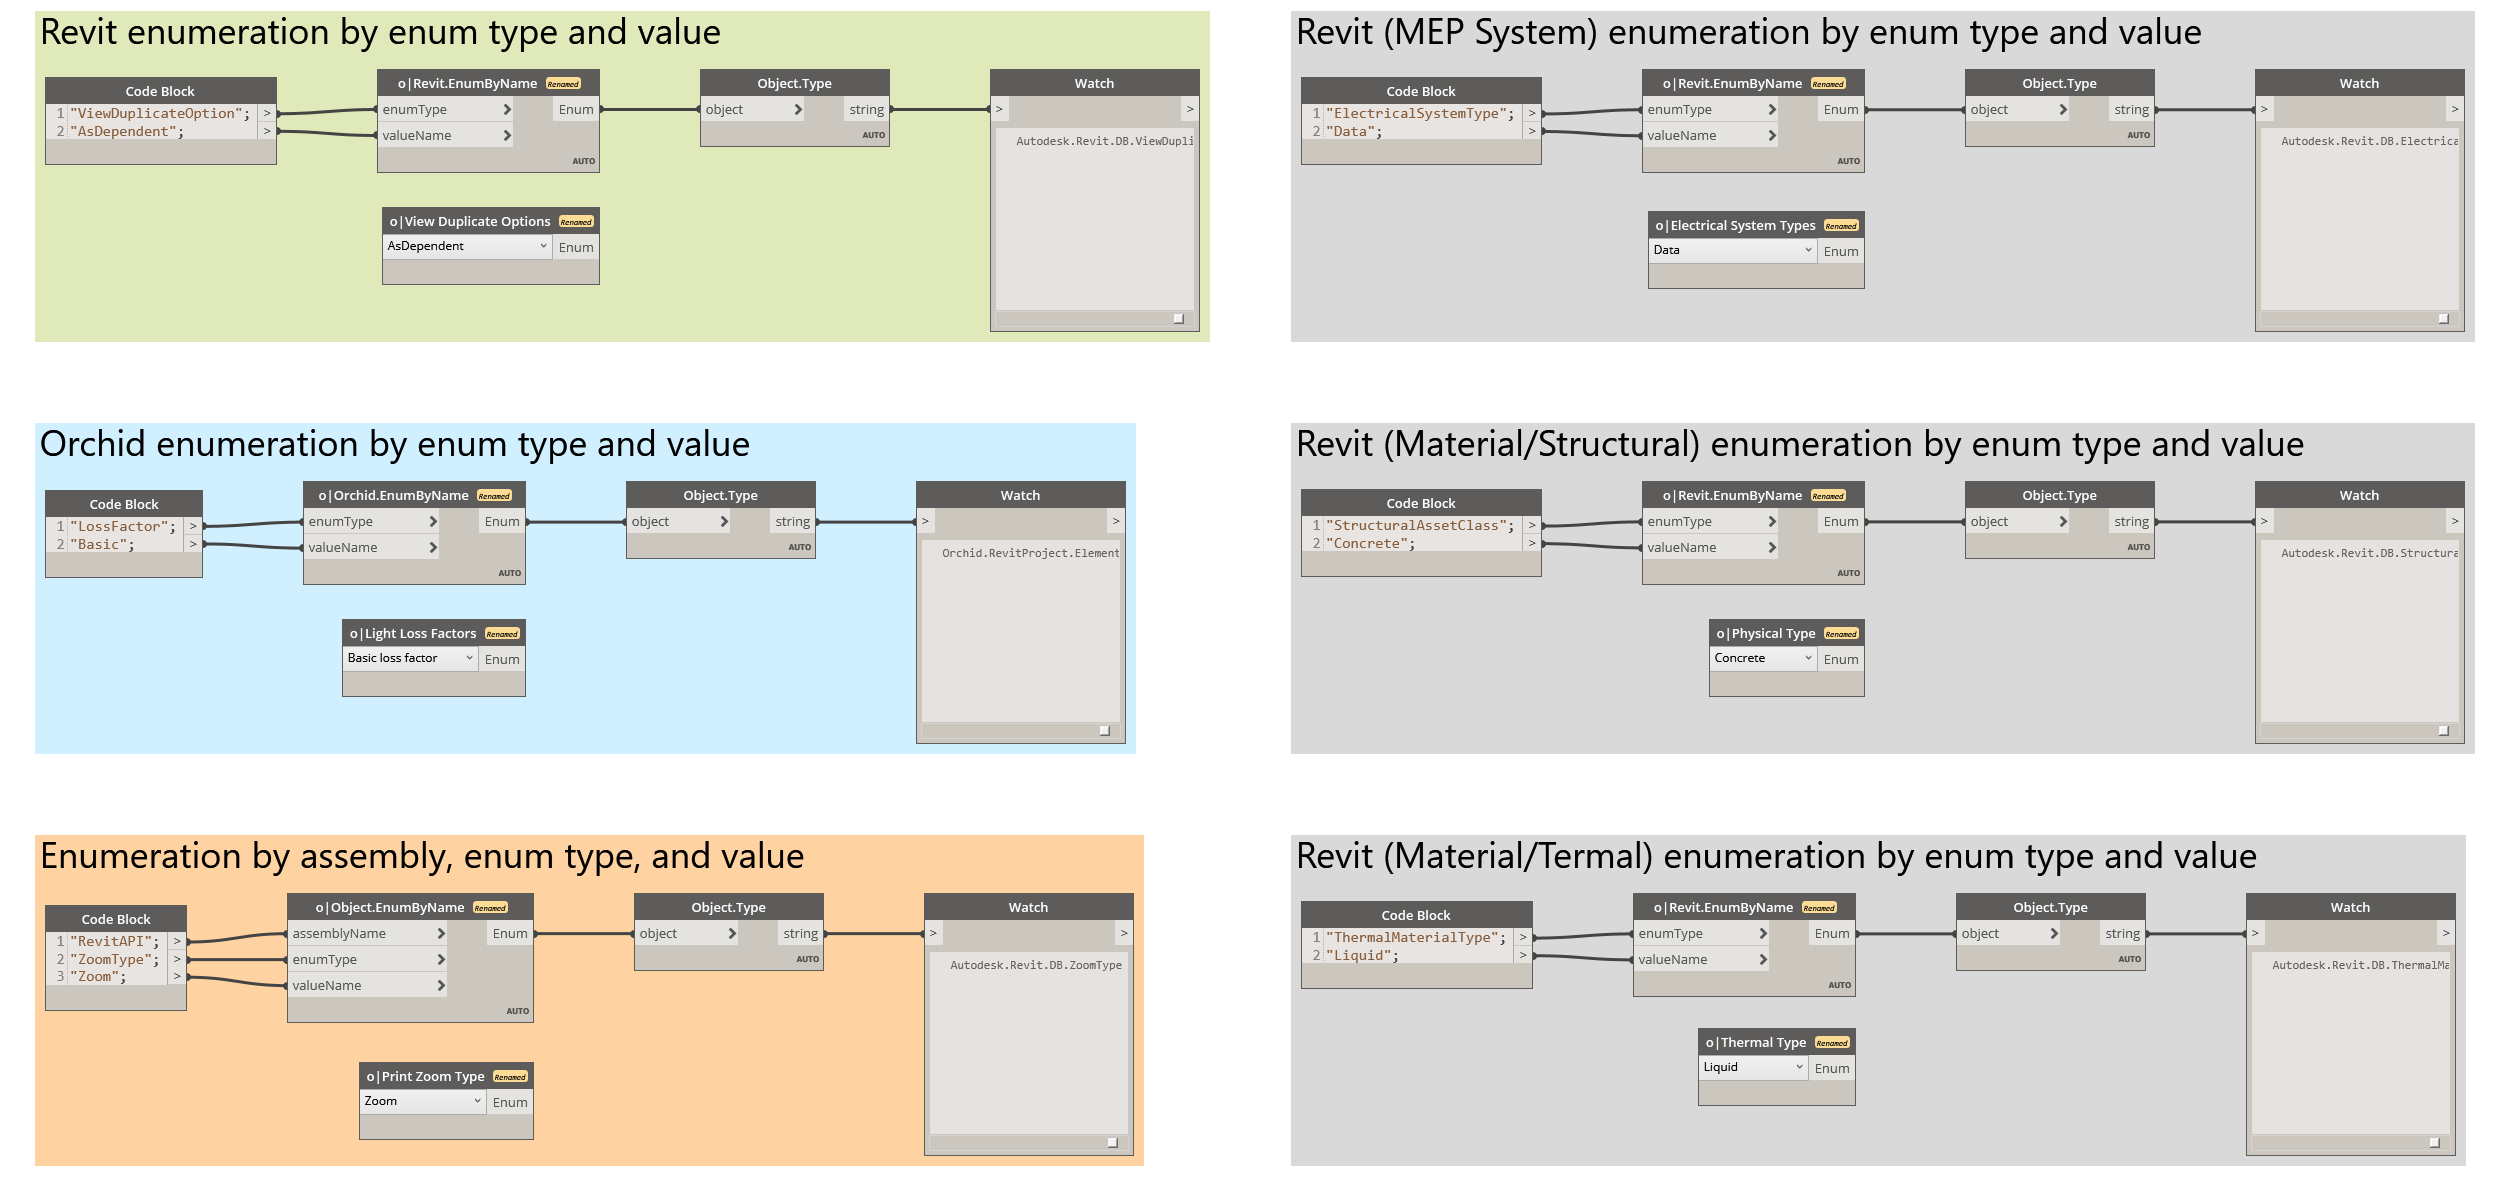 Revit enumeration by enum type and value
Code Block
1 "ViewDuplicateOption"; >
2 "AsDependent"; >
o|Revit.EnumByName Renamed
enumType > Enum
valueName >
AUTO
Object.Type
object > string
AUTO
Watch
> >
Autodesk.Revit.DB.ViewDupli
o|View Duplicate Options Renamed
AsDependent Enum
Revit (MEP System) enumeration by enum type and value
Code Block
1 "ElectricalSystemType"; >
2 "Data"; >
o|Revit.EnumByName Renamed
enumType > Enum
valueName >
AUTO
Object.Type
object > string
AUTO
Watch
> >
Autodesk.Revit.DB.Electrica
o|Electrical System Types Renamed
Data Enum
Orchid enumeration by enum type and value
Code Block
1 "LossFactor"; >
2 "Basic"; >
o|Orchid.EnumByName Renamed
enumType > Enum
valueName >
AUTO
Object.Type
object > string
AUTO
Watch
> >
Orchid.RevitProject.Element
o|Light Loss Factors Renamed
Basic loss factor Enum
Revit (Material/Structural) enumeration by enum type and value
Code Block
1 "StructuralAssetClass"; >
2 "Concrete"; >
o|Revit.EnumByName Renamed
enumType > Enum
valueName >
AUTO
Object.Type
object > string
AUTO
Watch
> >
Autodesk.Revit.DB.Structura
o|Physical Type Renamed
Concrete Enum
Enumeration by assembly, enum type, and value
Code Block
1 "RevitAPI"; >
2 "ZoomType"; >
3 "Zoom"; >
o|Object.EnumByName Renamed
assemblyName > Enum
enumType >
valueName >
AUTO
Object.Type
object > string
AUTO
Watch
> >
Autodesk.Revit.DB.ZoomType
o|Print Zoom Type Renamed
Zoom Enum
Revit (Material/Termal) enumeration by enum type and value
Code Block
1 "ThermalMaterialType"; >
2 "Liquid"; >
o|Revit.EnumByName Renamed
enumType > Enum
valueName >
AUTO
Object.Type
object > string
AUTO
Watch
> >
Autodesk.Revit.DB.ThermalMa
o|Thermal Type Renamed
Liquid Enum